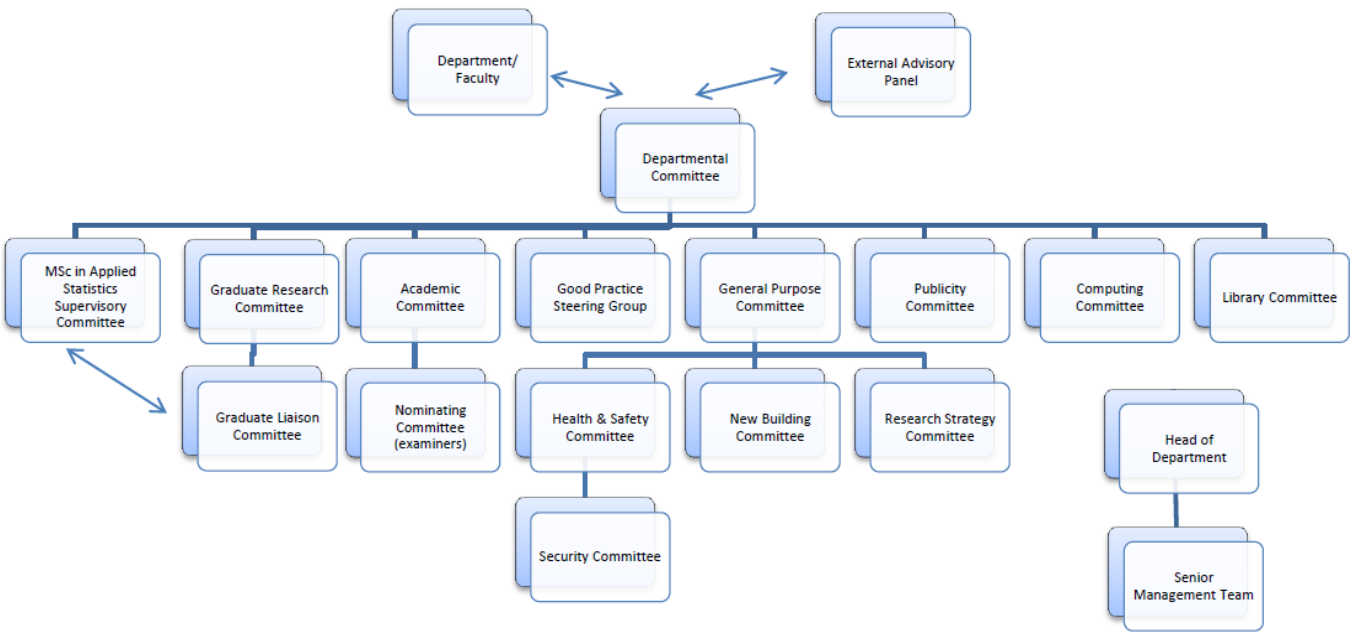 Department/
Faculty
External Advisory
Panel
Departmental
Committee
MSc in Applied
Statistics
Supervisory
Committee
Graduate Research
Committee
Academic
Committee
Good Practice
Steering Group
General Purpose
Committee
Publicity
Committee
Computing
Committee
Library Committee
Graduate Liaison
Committee
Nominating
Committee
(examiners)
Health & Safety
Committee
New Building
Committee
Research Strategy
Committee
Head of
Department
Security Committee
Senior
Management Team